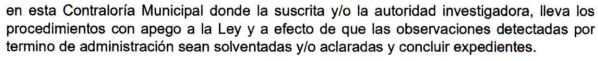 en esta Contraloría Municipal donde la suscrita y/o la autoridad investigadora, lleva los
procedimientos con apego a la Ley y a efecto de que las observaciones detectadas por
termino de administración sean solventadas y/o aclaradas y concluir expedientes.